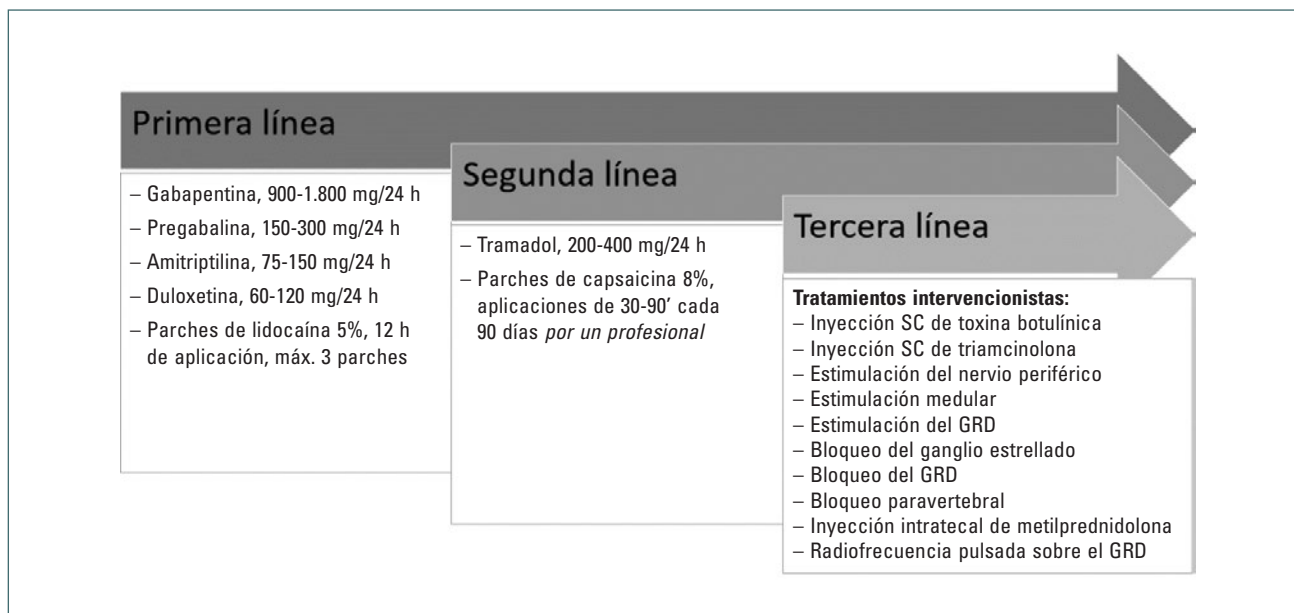 Primera línea
– Gabapentina, 900-1.800 mg/24 h
– Pregabalina, 150-300 mg/24 h
– Amitriptilina, 75-150 mg/24 h
– Duloxetina, 60-120 mg/24 h
– Parches de lidocaína 5%, 12 h
de aplicación, máx. 3 parches
Segunda línea
– Tramadol, 200-400 mg/24 h
– Parches de capsaicina 8%,
aplicaciones de 30-90’ cada
90 días por un profesional
Tercera línea
Tratamientos intervencionistas:
– Inyección SC de toxina botulínica
– Inyección SC de triamcinolona
– Estimulación del nervio periférico
– Estimulación medular
– Estimulación del GRD
– Bloqueo del ganglio estrellado
– Bloqueo del GRD
– Bloqueo paravertebral
– Inyección intratecal de metilprednidolona
– Radiofrecuencia pulsada sobre el GRD